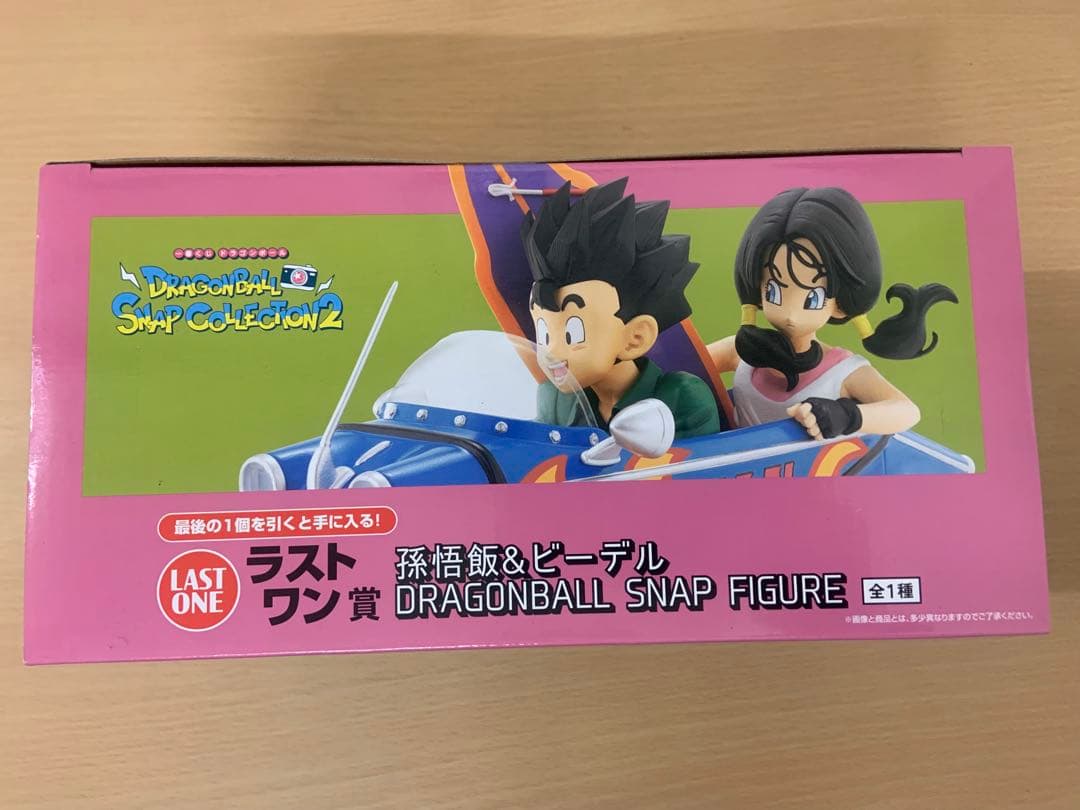 一番くじ ドラゴンボール
DRAGONBALL
SNAP COLLECTION2
最後の1個を引くと手に入る!
LAST
ONE
ラスト
ワン賞
孫悟飯&ビーデル
DRAGONBALL SNAP FIGURE 全1種
※画像と商品とは、多少異なりますのでご了承ください。